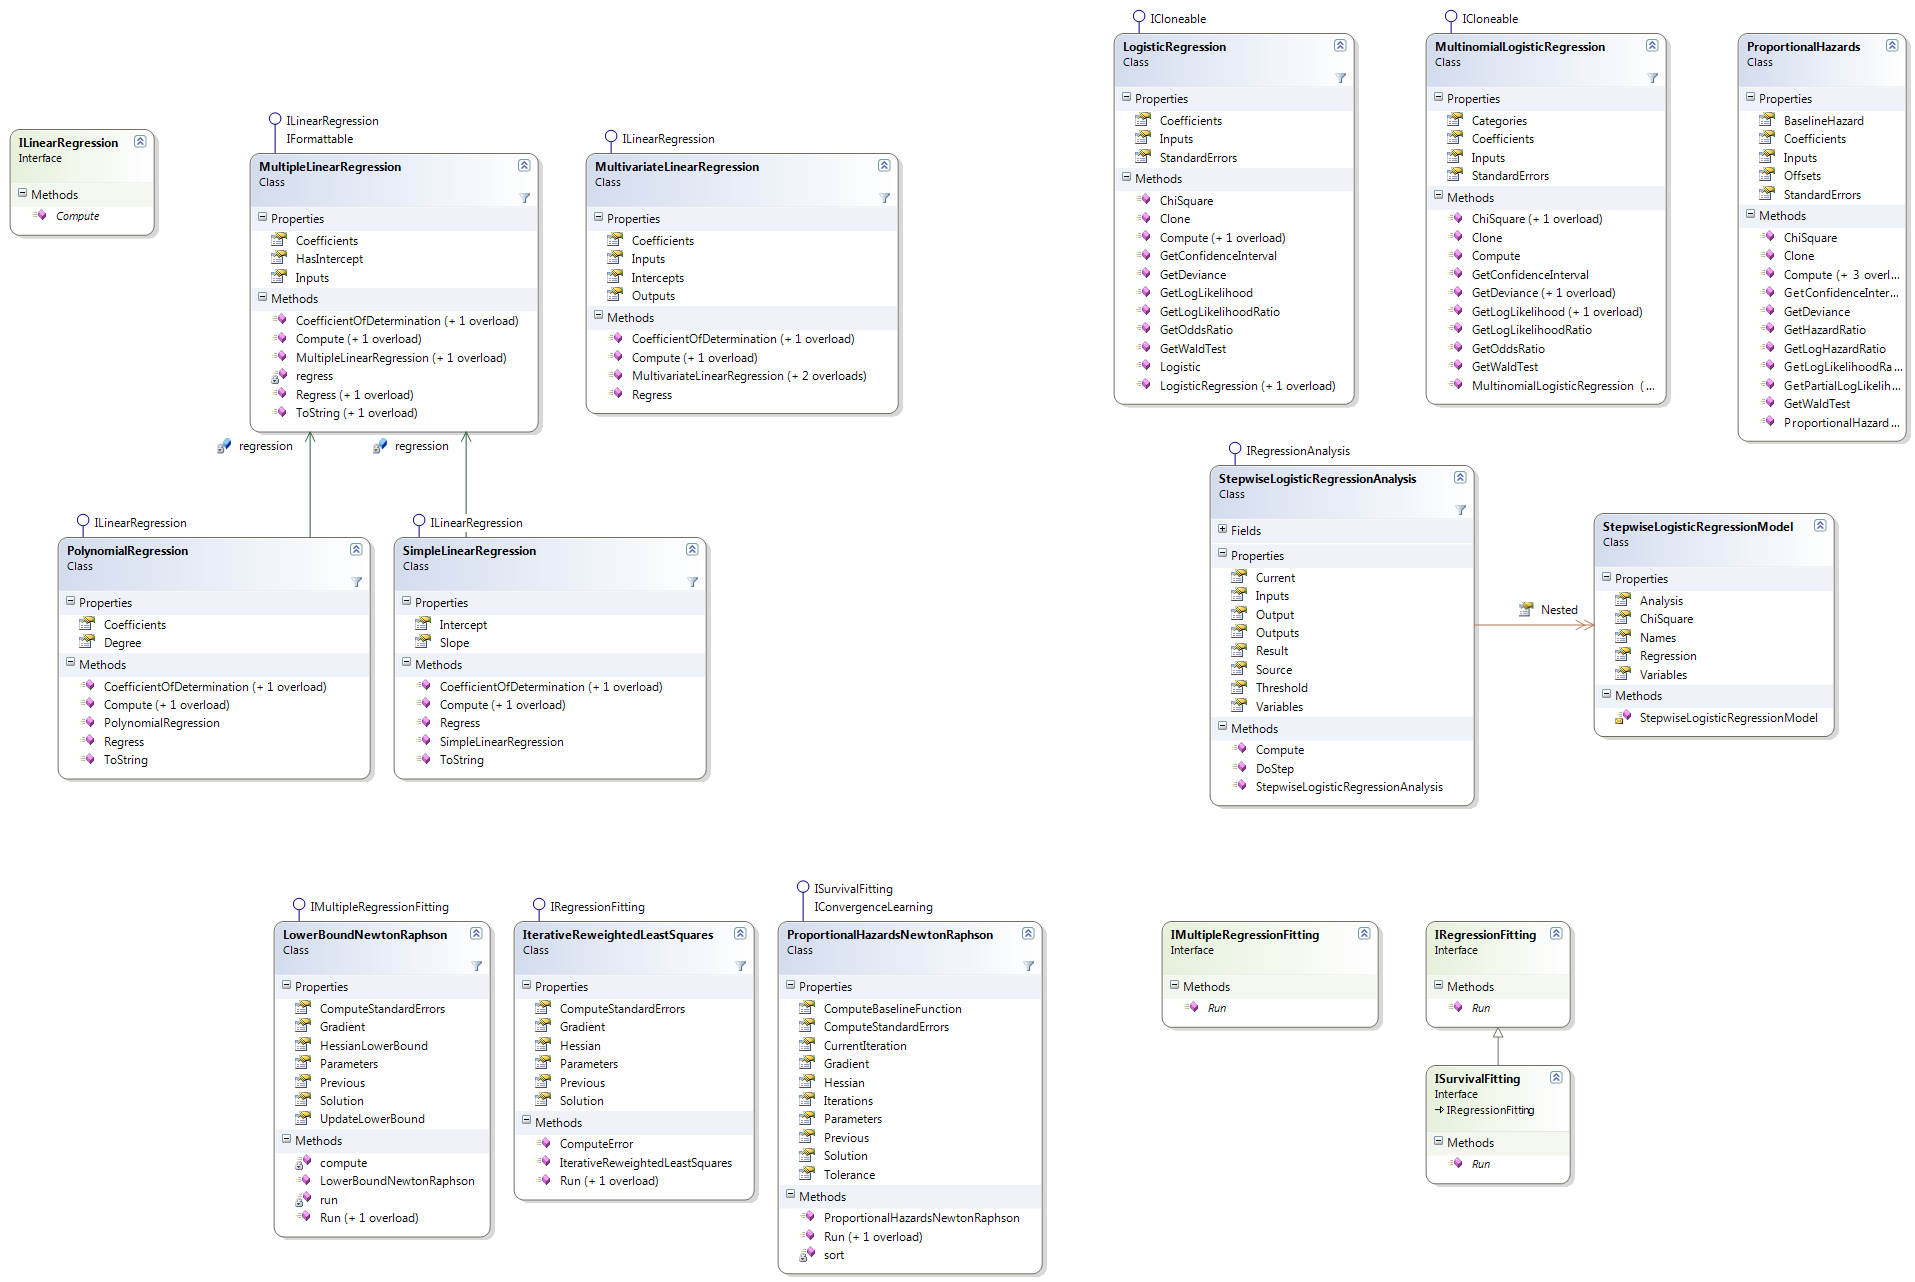 ILinearRegression
Interface
Methods
Compute
ILinearRegression
IFormattable
MultipleLinearRegression
Class
Properties
Coefficients
HasIntercept
Inputs
Methods
CoefficientOfDetermination (+ 1 overload)
Compute (+ 1 overload)
MultipleLinearRegression (+ 1 overload)
regress
Regress (+ 1 overload)
ToString (+ 1 overload)
ILinearRegression
MultivariateLinearRegression
Class
Properties
Coefficients
Inputs
Intercepts
Outputs
Methods
CoefficientOfDetermination (+ 1 overload)
Compute (+ 1 overload)
MultivariateLinearRegression (+ 2 overloads)
Regress
regression
regression
ILinearRegression
PolynomialRegression
Class
Properties
Coefficients
Degree
Methods
CoefficientOfDetermination (+ 1 overload)
Compute (+ 1 overload)
PolynomialRegression
Regress
ToString
ILinearRegression
SimpleLinearRegression
Class
Properties
Intercept
Slope
Methods
CoefficientOfDetermination (+ 1 overload)
Compute (+ 1 overload)
Regress
SimpleLinearRegression
ToString
ICloneable
LogisticRegression
Class
Properties
Coefficients
Inputs
StandardErrors
Methods
ChiSquare
Clone
Compute (+ 1 overload)
GetConfidenceInterval
GetDeviance
GetLogLikelihood
GetLogLikelihoodRatio
GetOddsRatio
GetWaldTest
Logistic
LogisticRegression (+ 1 overload)
ICloneable
MultinomialLogisticRegression
Class
Properties
Categories
Coefficients
Inputs
StandardErrors
Methods
ChiSquare (+ 1 overload)
Clone
Compute
GetConfidenceInterval
GetDeviance (+ 1 overload)
GetLogLikelihood (+ 1 overload)
GetLogLikelihoodRatio
GetOddsRatio
GetWaldTest
MultinomialLogisticRegression (...
ProportionalHazards
Class
Properties
BaselineHazard
Coefficients
Inputs
Offsets
StandardErrors
Methods
ChiSquare
Clone
Compute (+ 3 overl...
GetConfidenceInter...
GetDeviance
GetHazardRatio
GetLogHazardRatio
GetLogLikelihoodRa...
GetPartialLogLikelih...
GetWaldTest
ProportionalHazard...
IRegressionAnalysis
StepwiseLogisticRegressionAnalysis
Class
Fields
Properties
Current
Inputs
Output
Outputs
Result
Source
Threshold
Variables
Methods
Compute
DoStep
StepwiseLogisticRegressionAnalysis
Nested
StepwiseLogisticRegressionModel
Class
Properties
Analysis
ChiSquare
Names
Regression
Variables
Methods
StepwiseLogisticRegressionModel
IMultipleRegressionFitting
LowerBoundNewtonRaphson
Class
Properties
ComputeStandardErrors
Gradient
HessianLowerBound
Parameters
Previous
Solution
UpdateLowerBound
Methods
compute
LowerBoundNewtonRaphson
run
Run (+ 1 overload)
IRegressionFitting
IterativeReweightedLeastSquares
Class
Properties
ComputeStandardErrors
Gradient
Hessian
Parameters
Previous
Solution
Methods
ComputeError
IterativeReweightedLeastSquares
Run (+ 1 overload)
ISurvivalFitting
IConvergenceLearning
ProportionalHazardsNewtonRaphson
Class
Properties
ComputeBaselineFunction
ComputeStandardErrors
CurrentIteration
Gradient
Hessian
Iterations
Parameters
Previous
Solution
Tolerance
Methods
ProportionalHazardsNewtonRaphson
Run (+ 1 overload)
sort
IMultipleRegressionFitting
Interface
Methods
Run
IRegressionFitting
Interface
Methods
Run
ISurvivalFitting
Interface
IRegressionFitting
Methods
Run